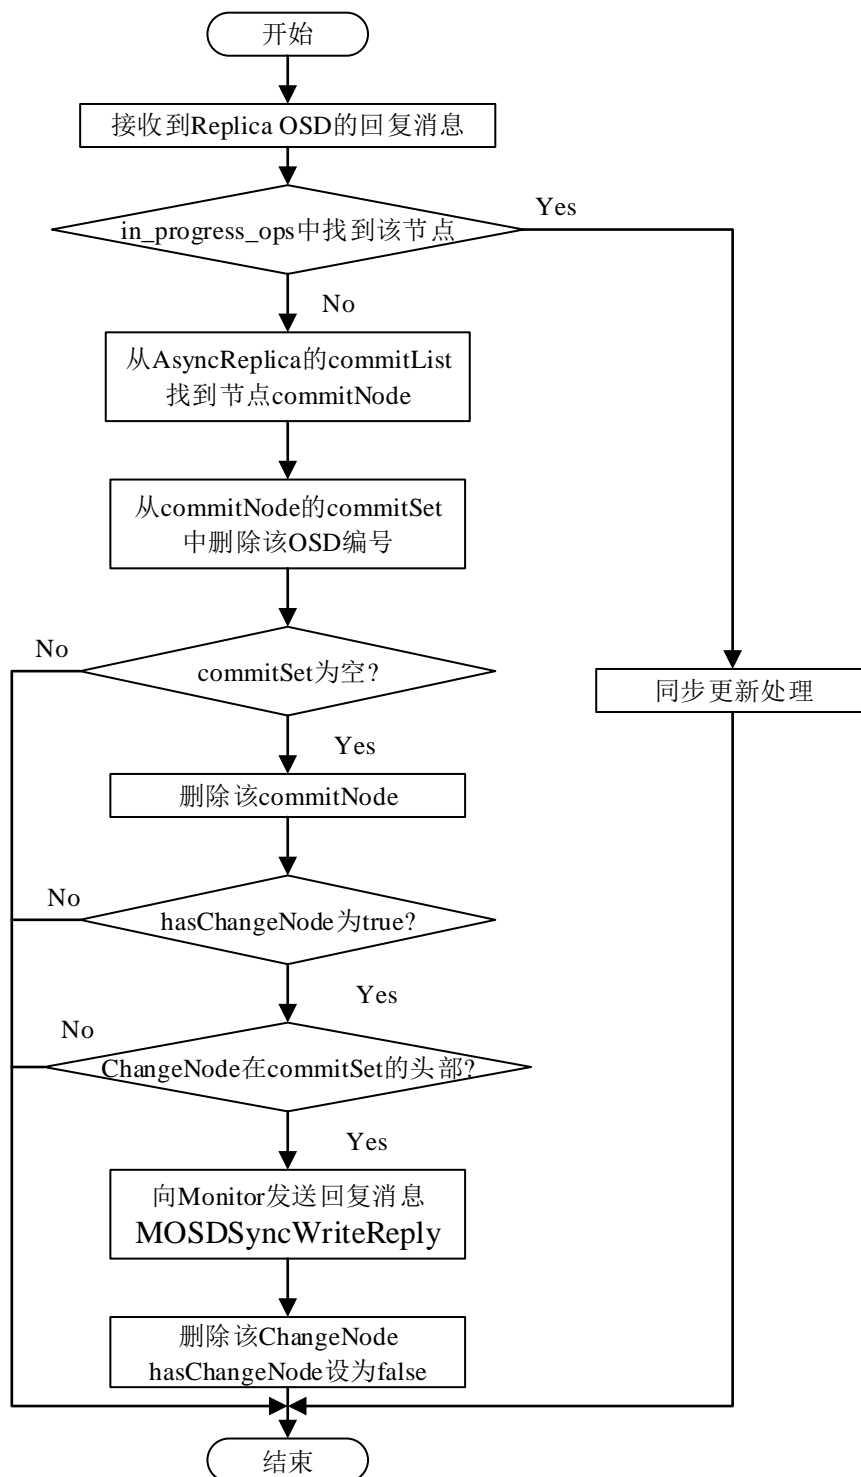 开始
接收到Replica OSD的回复消息
Yes
in_progress_ops中找到该节点
No
从AsyncReplica的commitList
找到节点commitNode
从commitNode的commitSet
中删除该OSD编号
No
commitSet为空?
同步更新处理
Yes
删除该commitNode
No
hasChangeNode为true?
Yes
No
ChangeNode在commitSet的头部?
Yes
向Monitor发送回复消息
MOSDSyncWriteReply
删除该ChangeNode
hasChangeNode设为false
结束